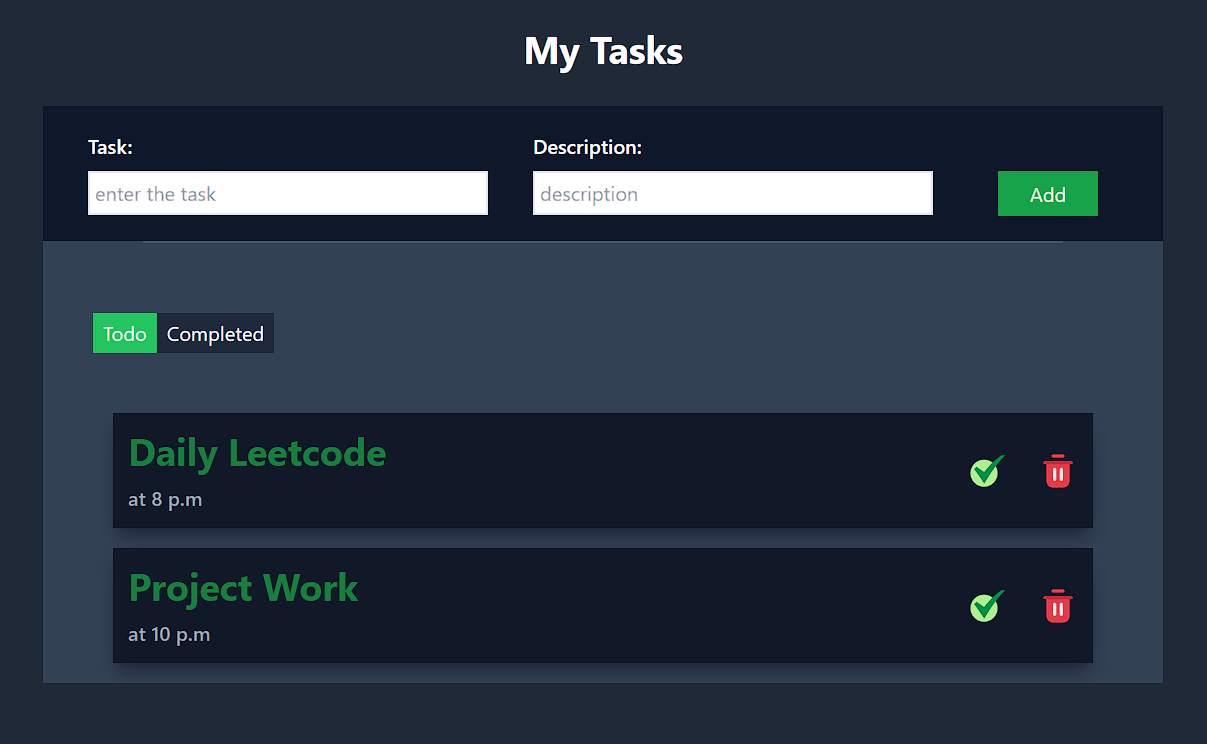 My Tasks
Task:
Description:
enter the task
description
Add
Todo
Completed
Daily Leetcode
at 8 p.m
Project Work
at 10 p.m